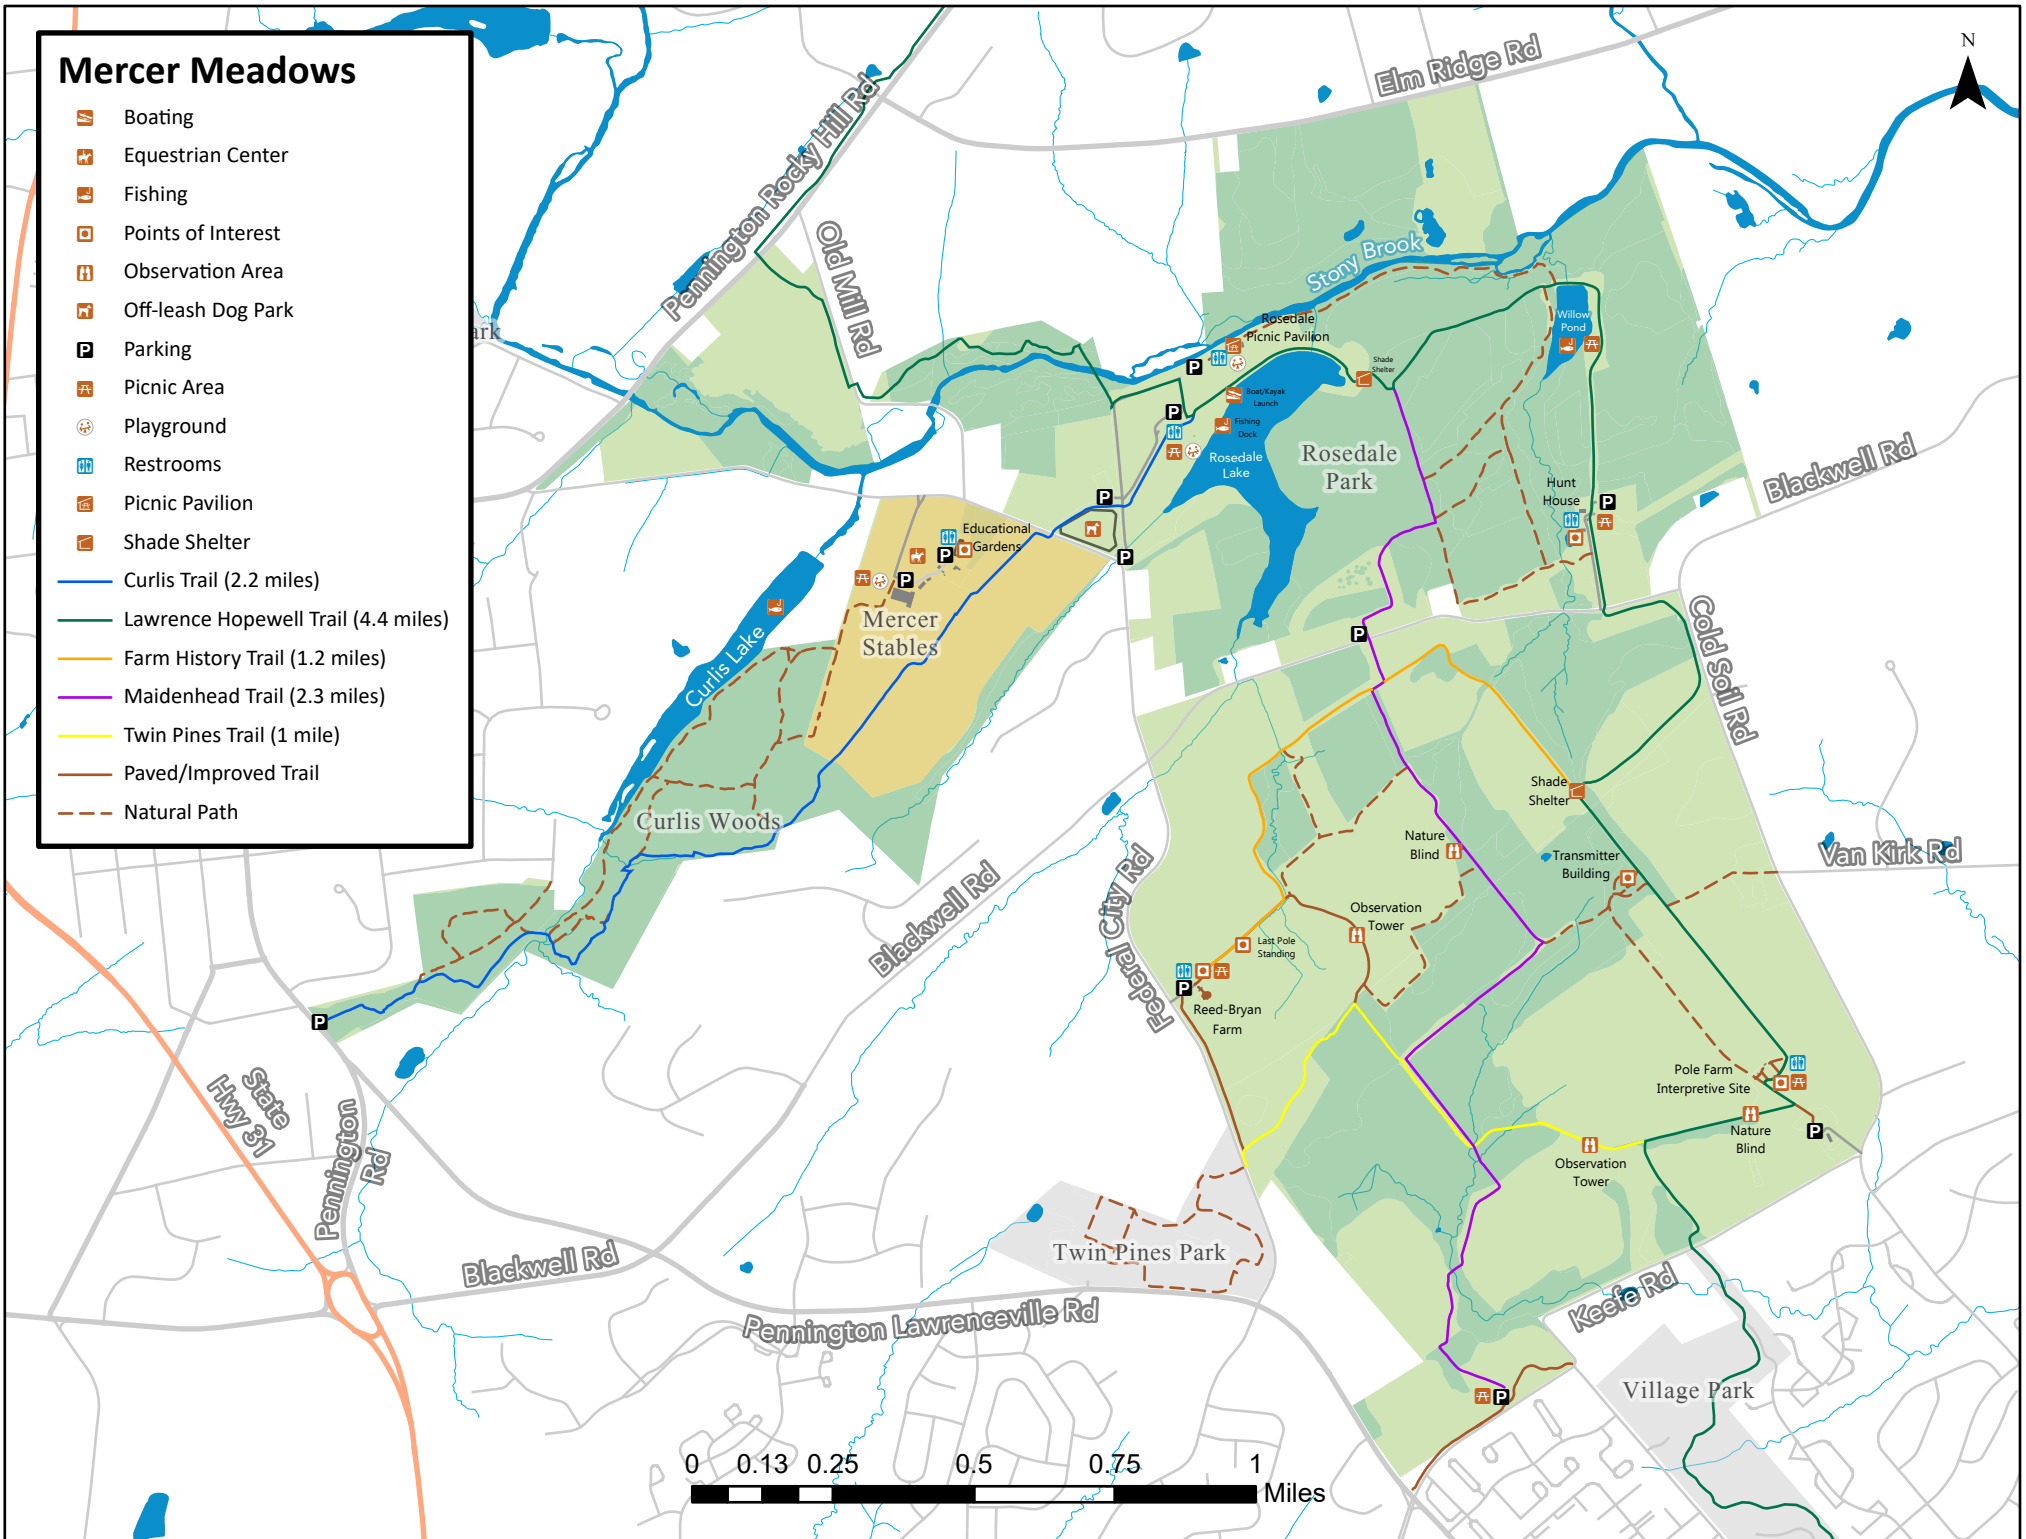 Mercer Meadows
Boating
Equestrian Center
Fishing
Points of Interest
Observation Area
Off-leash Dog Park
P Parking
Picnic Area
Playground
Restrooms
Picnic Pavilion
Shade Shelter
Curlis Trail (2.2 miles)
Lawrence Hopewell Trail (4.4 miles)
Farm History Trail (1.2 miles)
Maidenhead Trail (2.3 miles)
Twin Pines Trail (1 mile)
Paved/Improved Trail
Natural Path
N
Elm Ridge Rd
Pennington Rocky Hill Rd
Old Mill Rd
ark
Stony Brook
Rosedale
Picnic Pavilion
P
Shade
Shelter
Willow
Pond
Boat/Kayak
Launch
P
Fishing
Dock
Rosedale
Lake
Rosedale
Park
Blackwell Rd
Hunt
House
P
P
Educational
Gardens
P
P
P
Mercer
Stables
Curlis Lake
P
Cold Soil Rd
Curlis Woods
Shade
Shelter
Nature
Blind
Transmitter
Building
Van Kirk Rd
Blackwell Rd
Federal City Rd
Observation
Tower
Last Pole
Standing
P
Reed-Bryan
Farm
P
State
Hwy 31
Pennington
Rd
Pole Farm
Interpretive Site
Nature
Blind
P
Observation
Tower
Twin Pines Park
Blackwell Rd
Keefe Rd
Pennington Lawrenceville Rd
Village Park
P
0 0.13 0.25 0.5 0.75 1
Miles